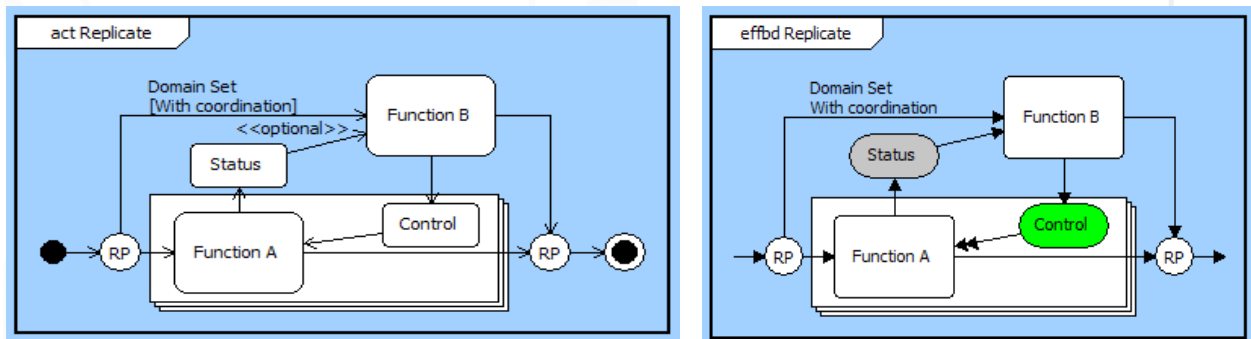 act Replicate
Domain Set
[With coordination]
<<optional>>
Function B
Status
Control
RP
Function A
RP
effbd Replicate
Domain Set
With coordination
Function B
Status
Control
RP
Function A
RP